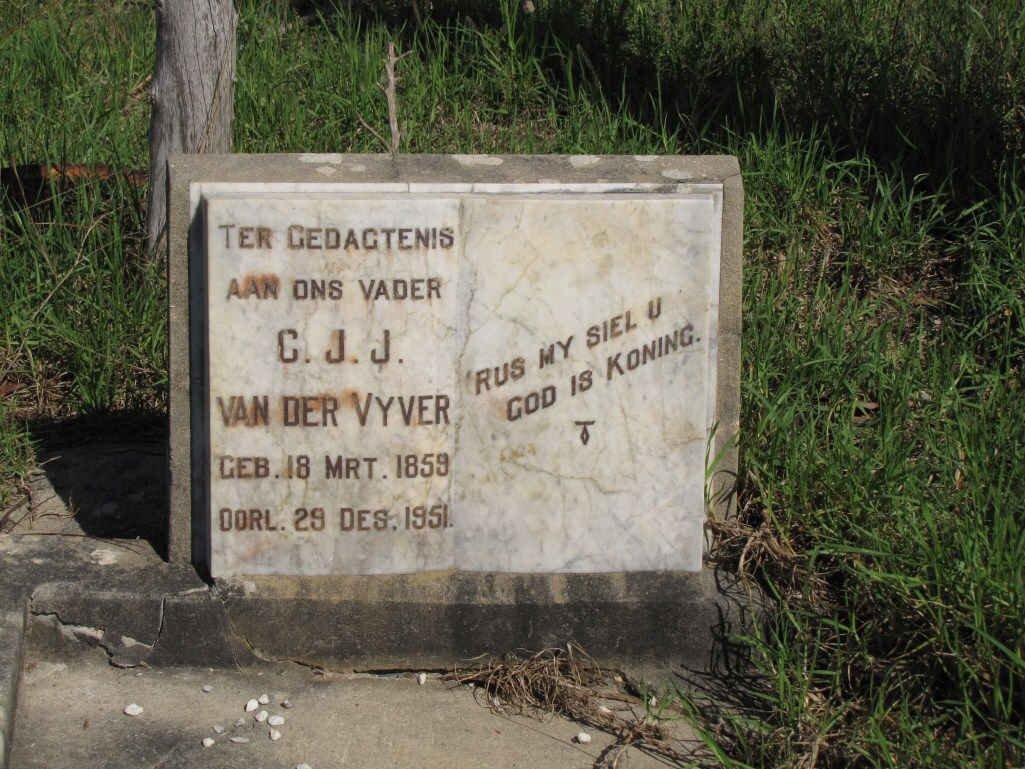 TER GEDAGTENIS
AAN ONS VADER
C. J. J.
VAN DER VYVER
GEB. 18 MRT. 1859
OORL. 29 DES. 1951.
RUS MY SIEL U
GOD IS KONING.